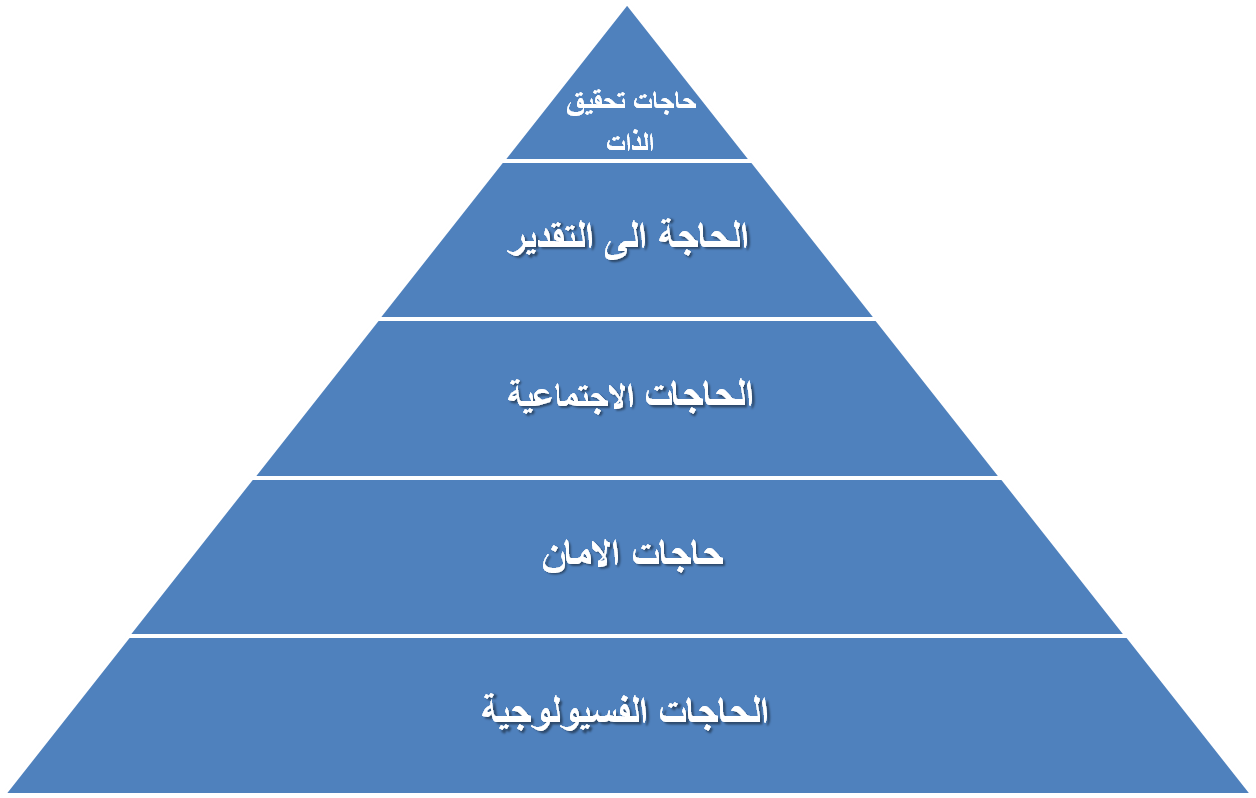 حاجات تحقيق
الذات
الحاجة الى التقدير
الحاجات الاجتماعية
حاجات الامان
الحاجات الفسيولوجية